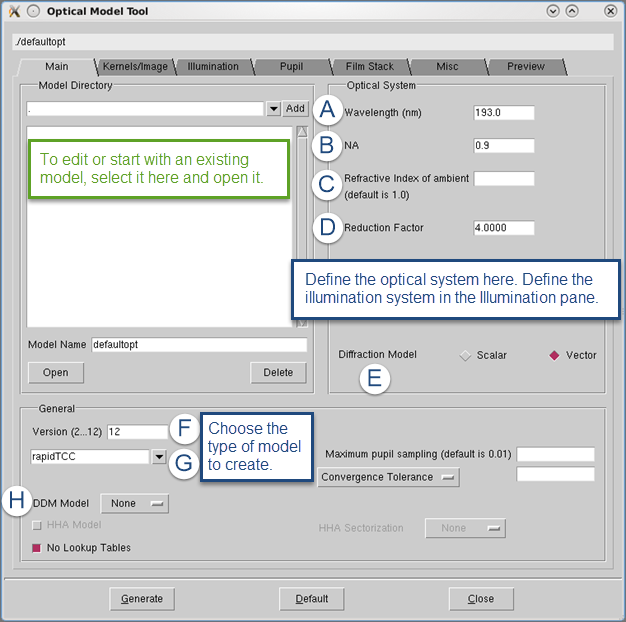 Optical Model Tool
./defaultopt
Main Kernels/Image Illumination Pupil Film Stack Misc Preview
Model Directory
.
Add
To edit or start with an existing
model, select it here and open it.
Model Name defaultopt
Open Delete
Optical System
A Wavelength (nm) 193.0
B NA 0.9
C Refractive Index of ambient
(default is 1.0)
D Reduction Factor 4.0000
Define the optical system here. Define the
illumination system in the Illumination pane.
Diffraction Model Scalar Vector
E
General
Version (2...12) 12 F
rapidTCC G
Choose the
type of model
to create.
Maximum pupil sampling (default is 0.01)
Convergence Tolerance
H DDM Model None
HHA Model
HHA Sectorization None
No Lookup Tables
Generate Default Close